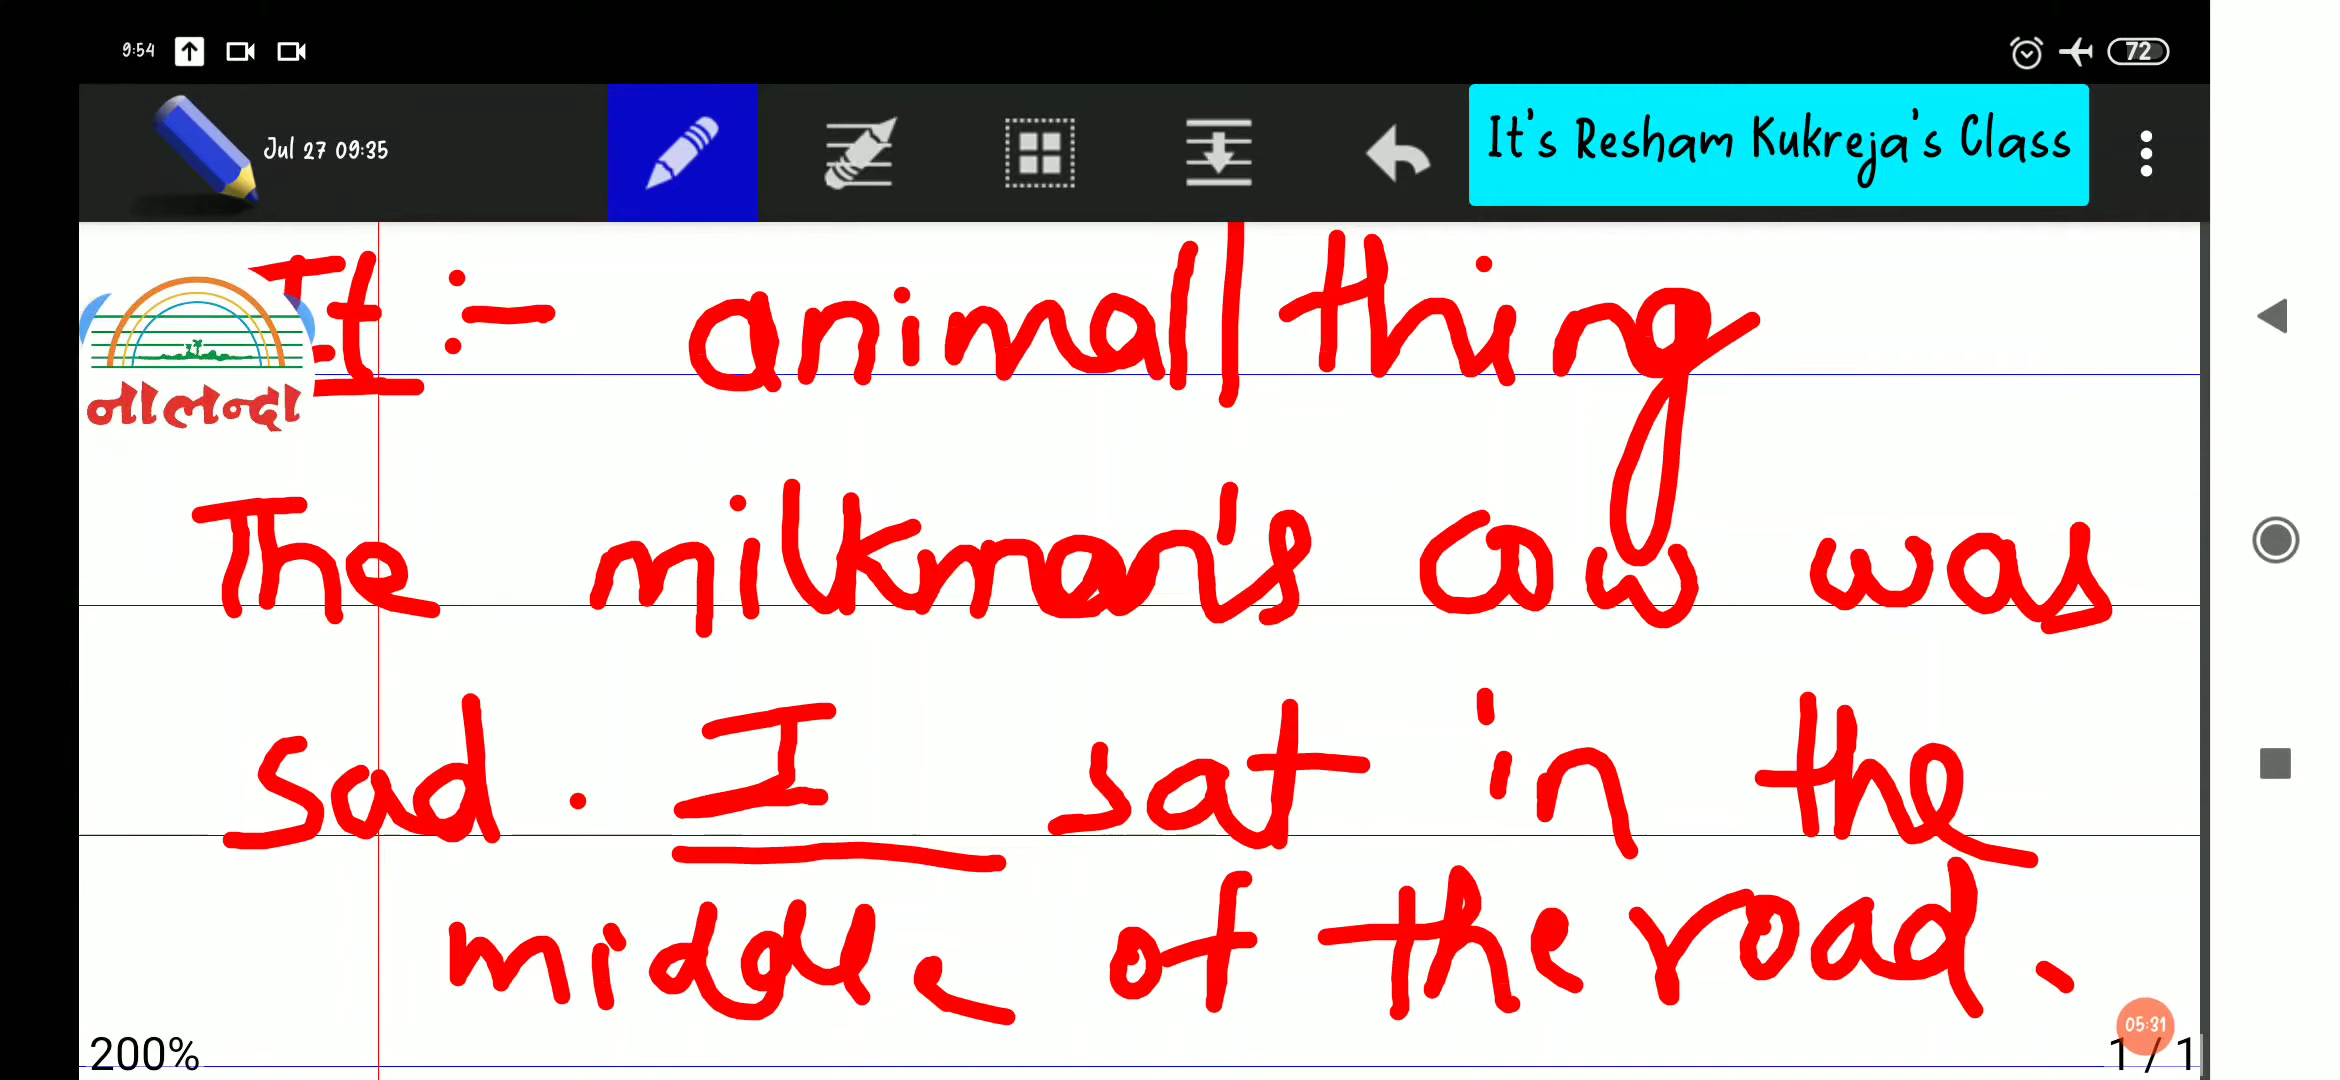 9:54
72
Jul 27 09:35
It's Resham Kukreja's Class
It :- animal/thing
नालन्दा
The milkman's cow was
sad. I sat in the
middle of the road.
05:31
200%
1 / 1